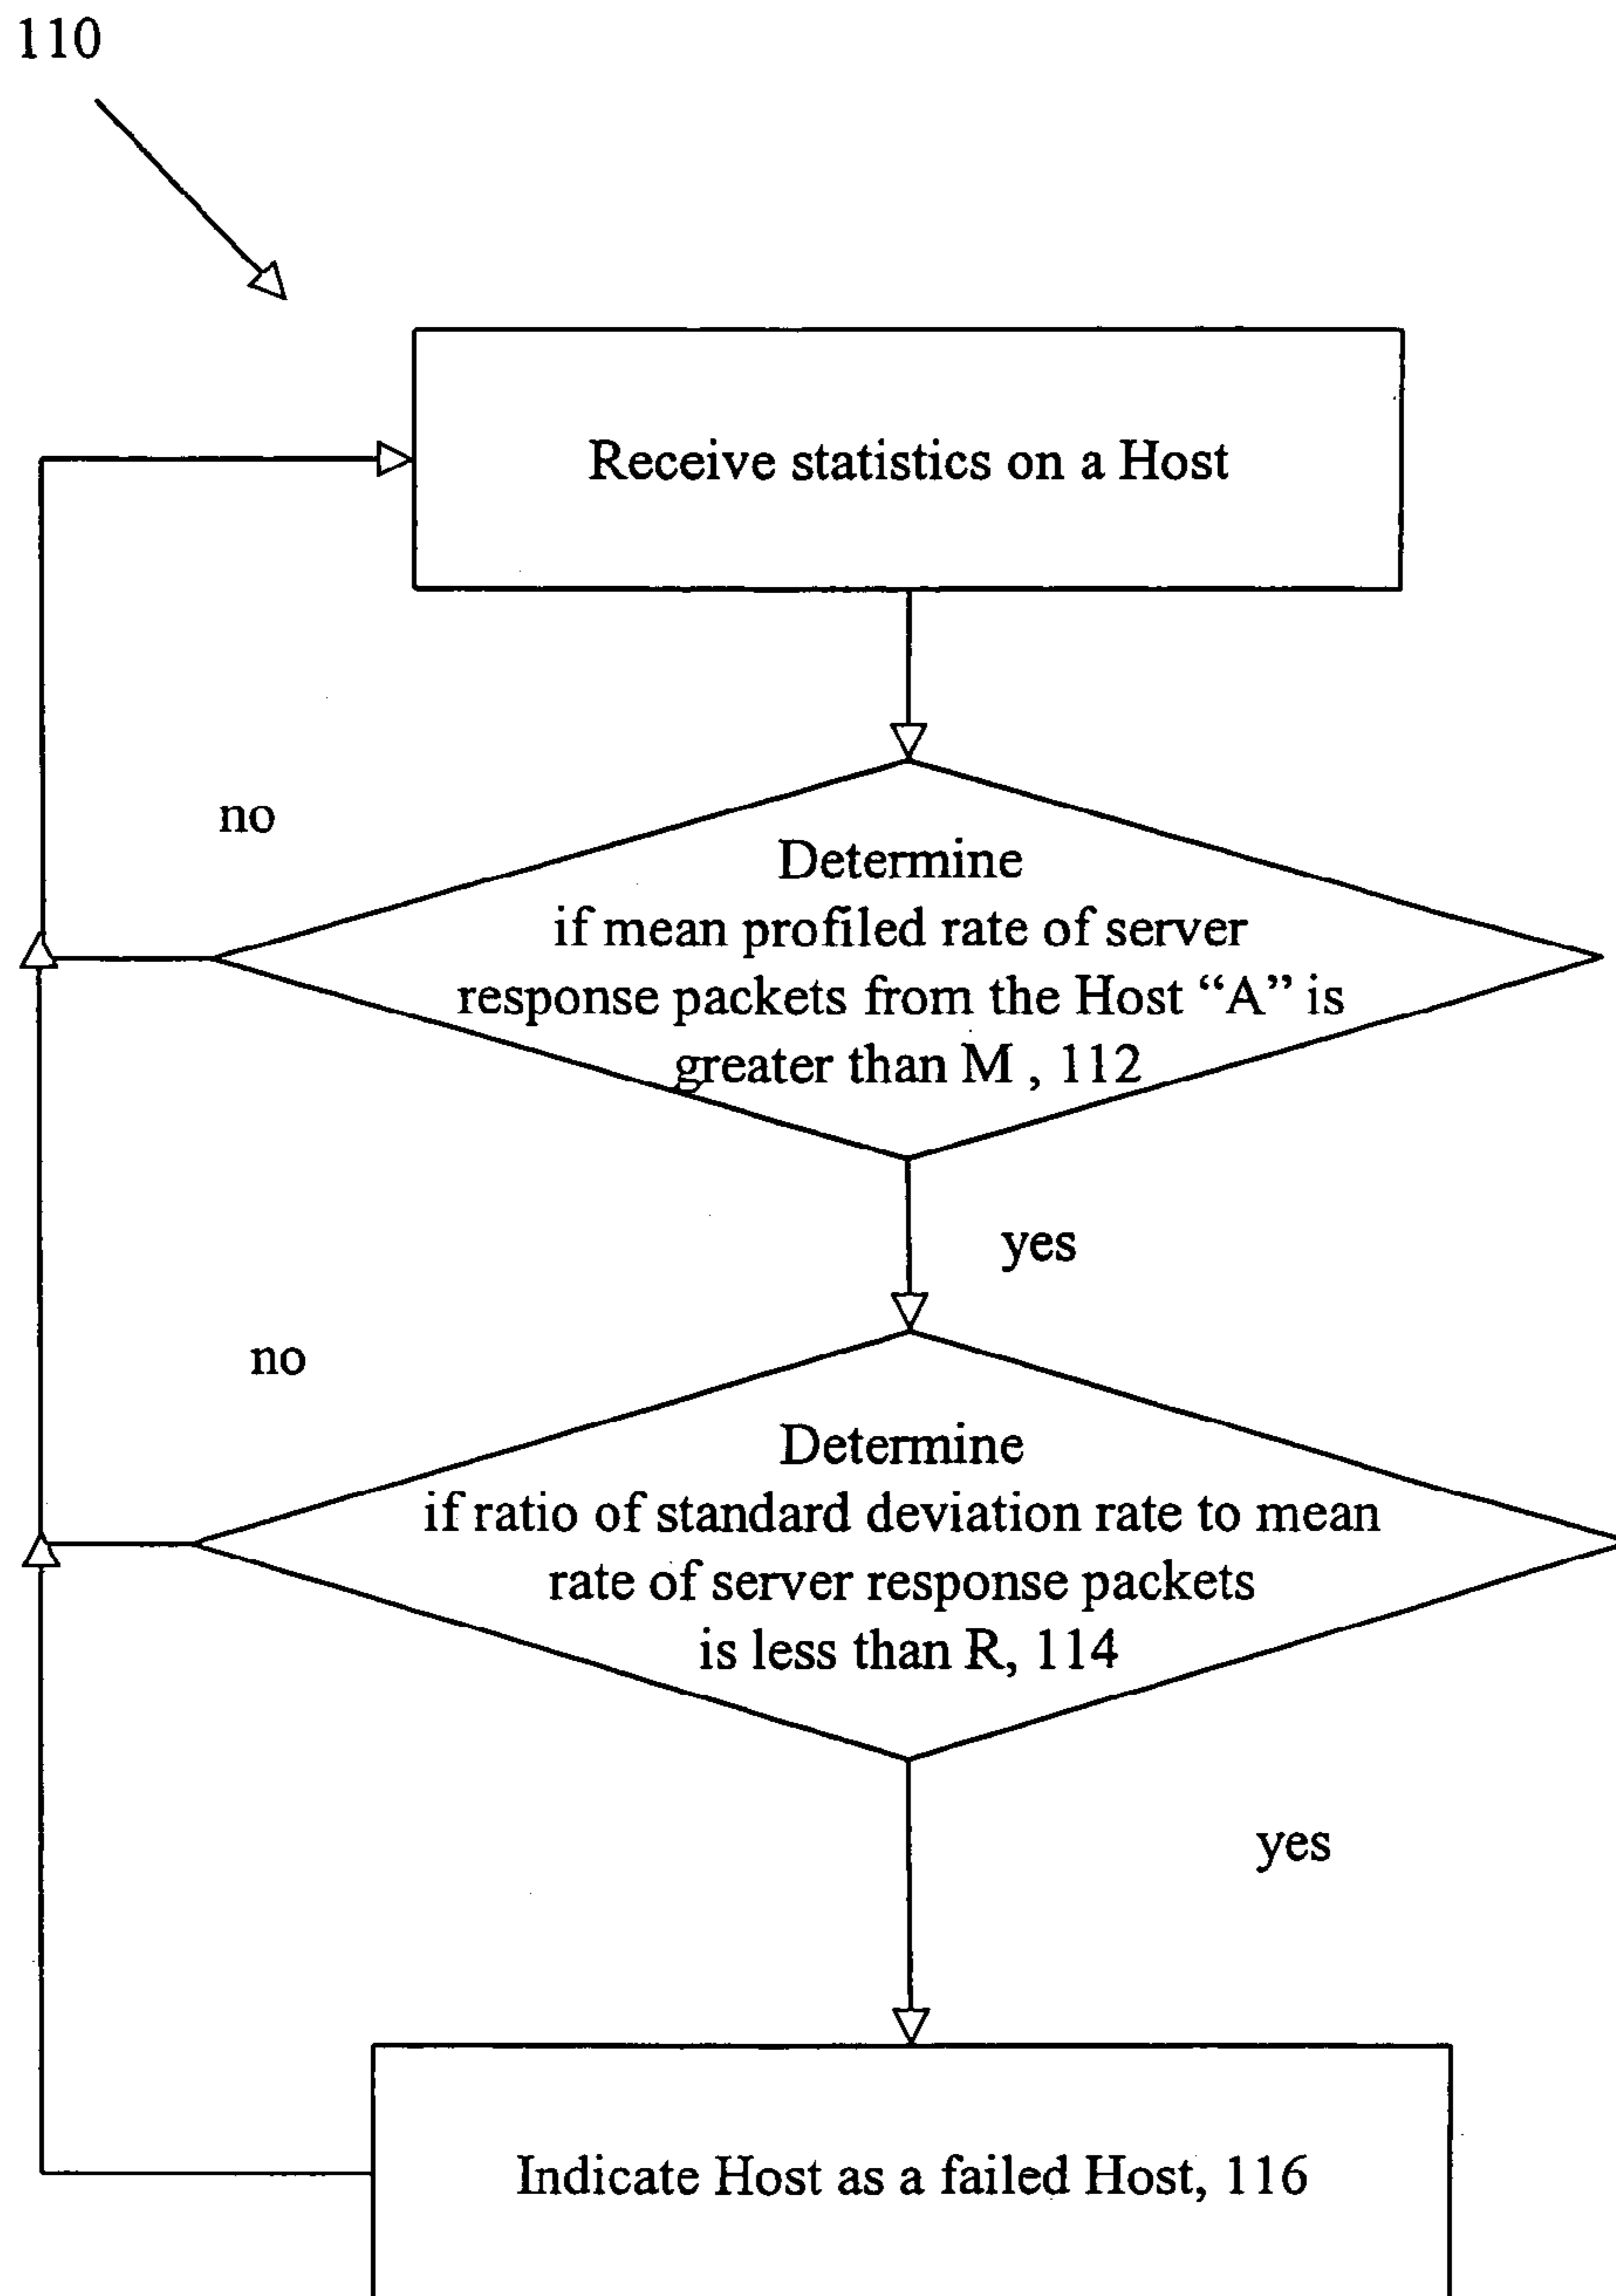 110
Receive statistics on a Host
no
Determine
if mean profiled rate of server
response packets from the Host “A” is
greater than M , 112
yes
no
Determine
if ratio of standard deviation rate to mean
rate of server response packets
is less than R, 114
yes
Indicate Host as a failed Host, 116